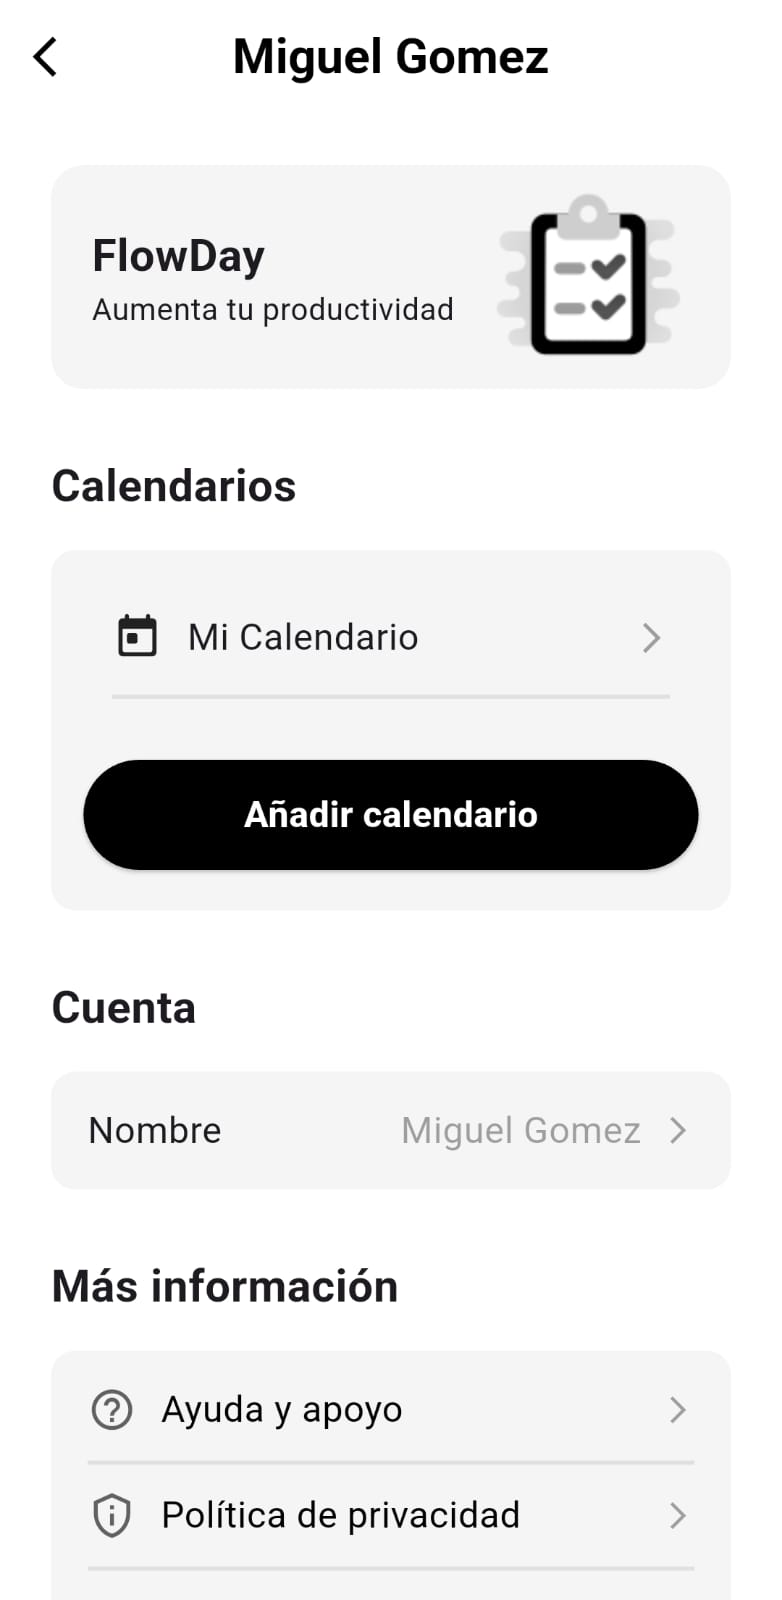 Miguel Gomez
FlowDay
Aumenta tu productividad
Calendarios
Mi Calendario
Añadir calendario
Cuenta
Nombre Miguel Gomez
Más información
Ayuda y apoyo
Política de privacidad